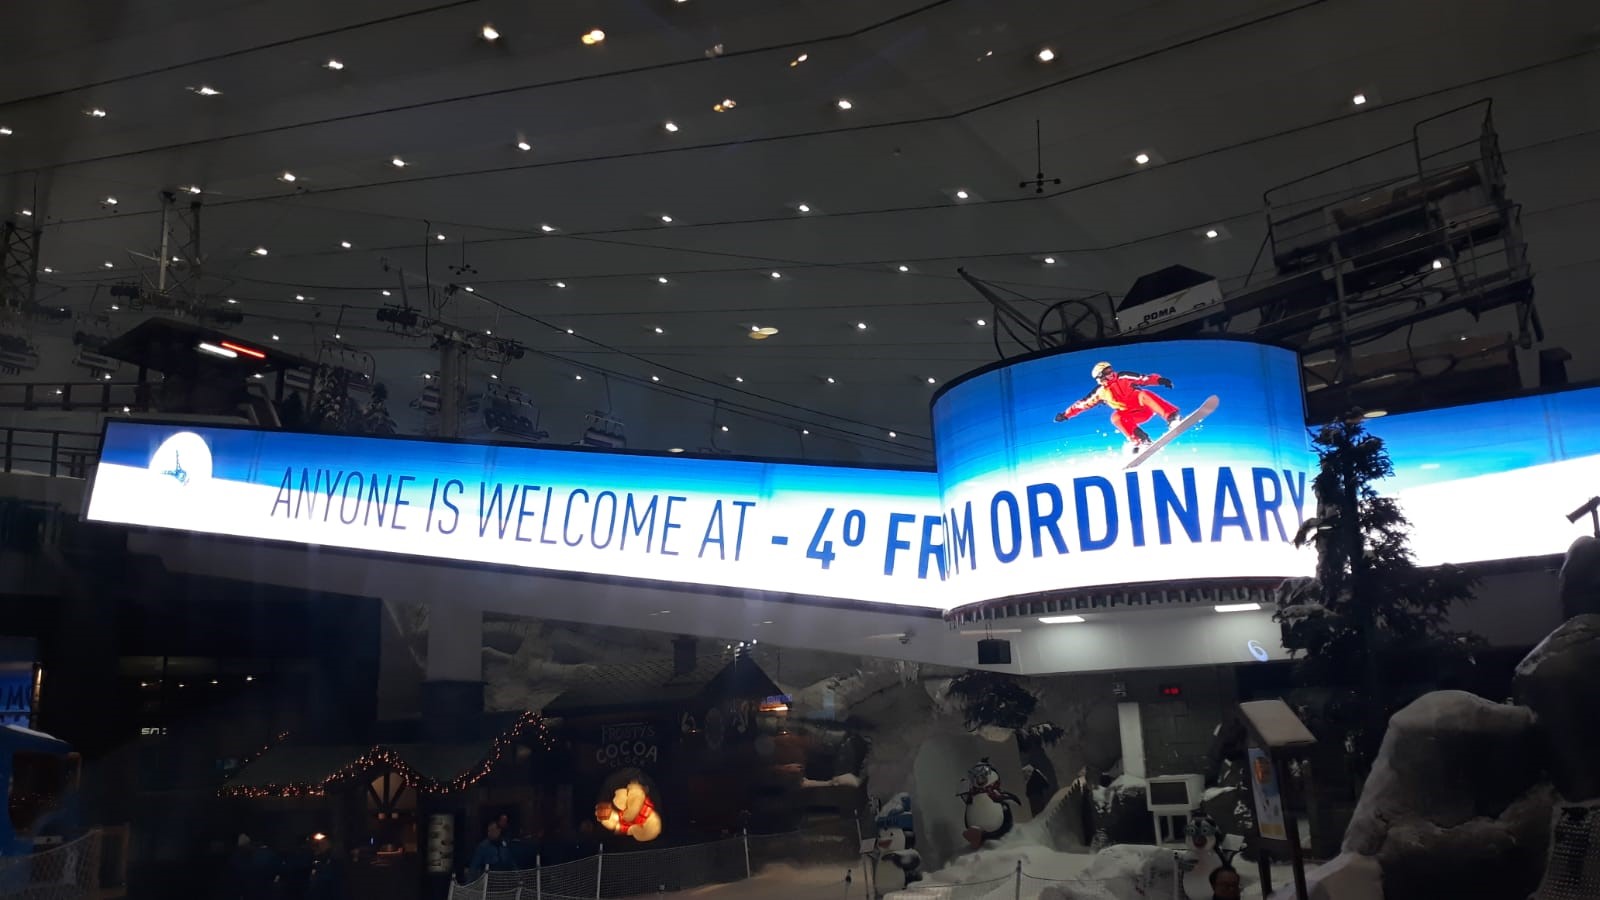 POMA
ANYONE IS WELCOME AT - 4º FROM ORDINARY
FROSTY'S
COCOA